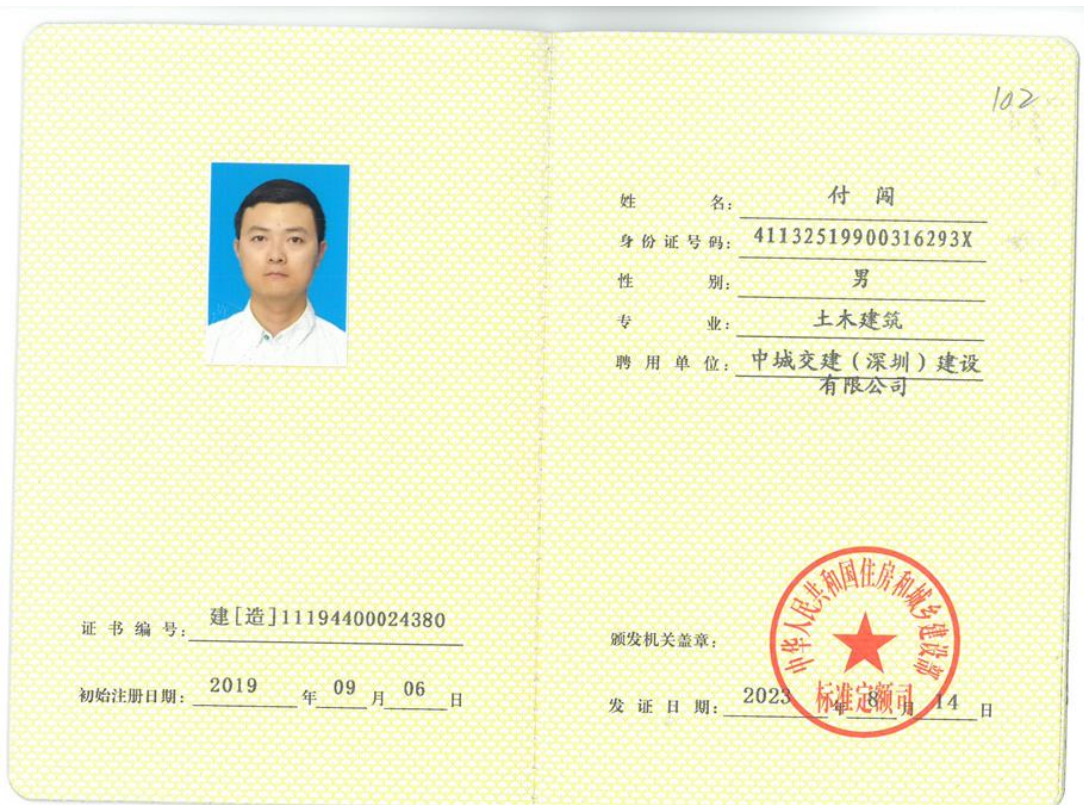 102
姓 名: 付 闯
身份证号码: 41132519900316293X
性 别: 男
专 业: 土木建筑
聘用单位: 中城交建(深圳)建设
有限公司
证书编号: 建[造]11194400024380
初始注册日期: 2019 年 09 月 06 日
颁发机关盖章:
中华人民共和国住房和城乡建设部
标准定额司
发证日期: 2023 年 8 月 14 日